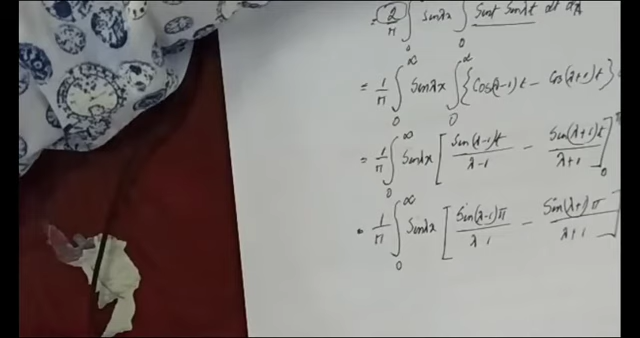 = 2/π ∫₀^∞ Sinλx ∫₀ Sint Sinλt dt dλ
= 1/π ∫₀^∞ Sinλx ∫₀^α { Cos(λ-1)t - Cos(λ+1)t }
= 1/π ∫₀^∞ Sinλx [ Sin(λ-1)t/λ-1 - Sin(λ+1)t/λ+1 ]₀^π
= 1/π ∫₀^∞ Sinλx [ Sin(λ-1)π/λ 1 - Sin(λ+1)π/λ+1 ]